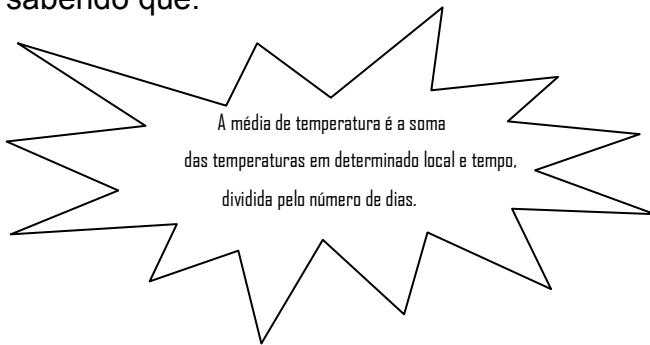 sabendo que:
A média de temperatura é a soma
das temperaturas em determinado local e tempo,
dividida pelo número de dias.